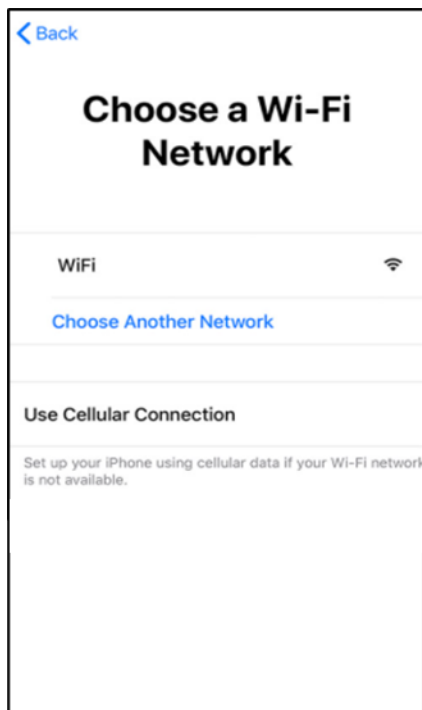 Back
Choose a Wi-Fi
Network
WiFi
Choose Another Network
Use Cellular Connection
Set up your iPhone using cellular data if your Wi-Fi network
is not available.